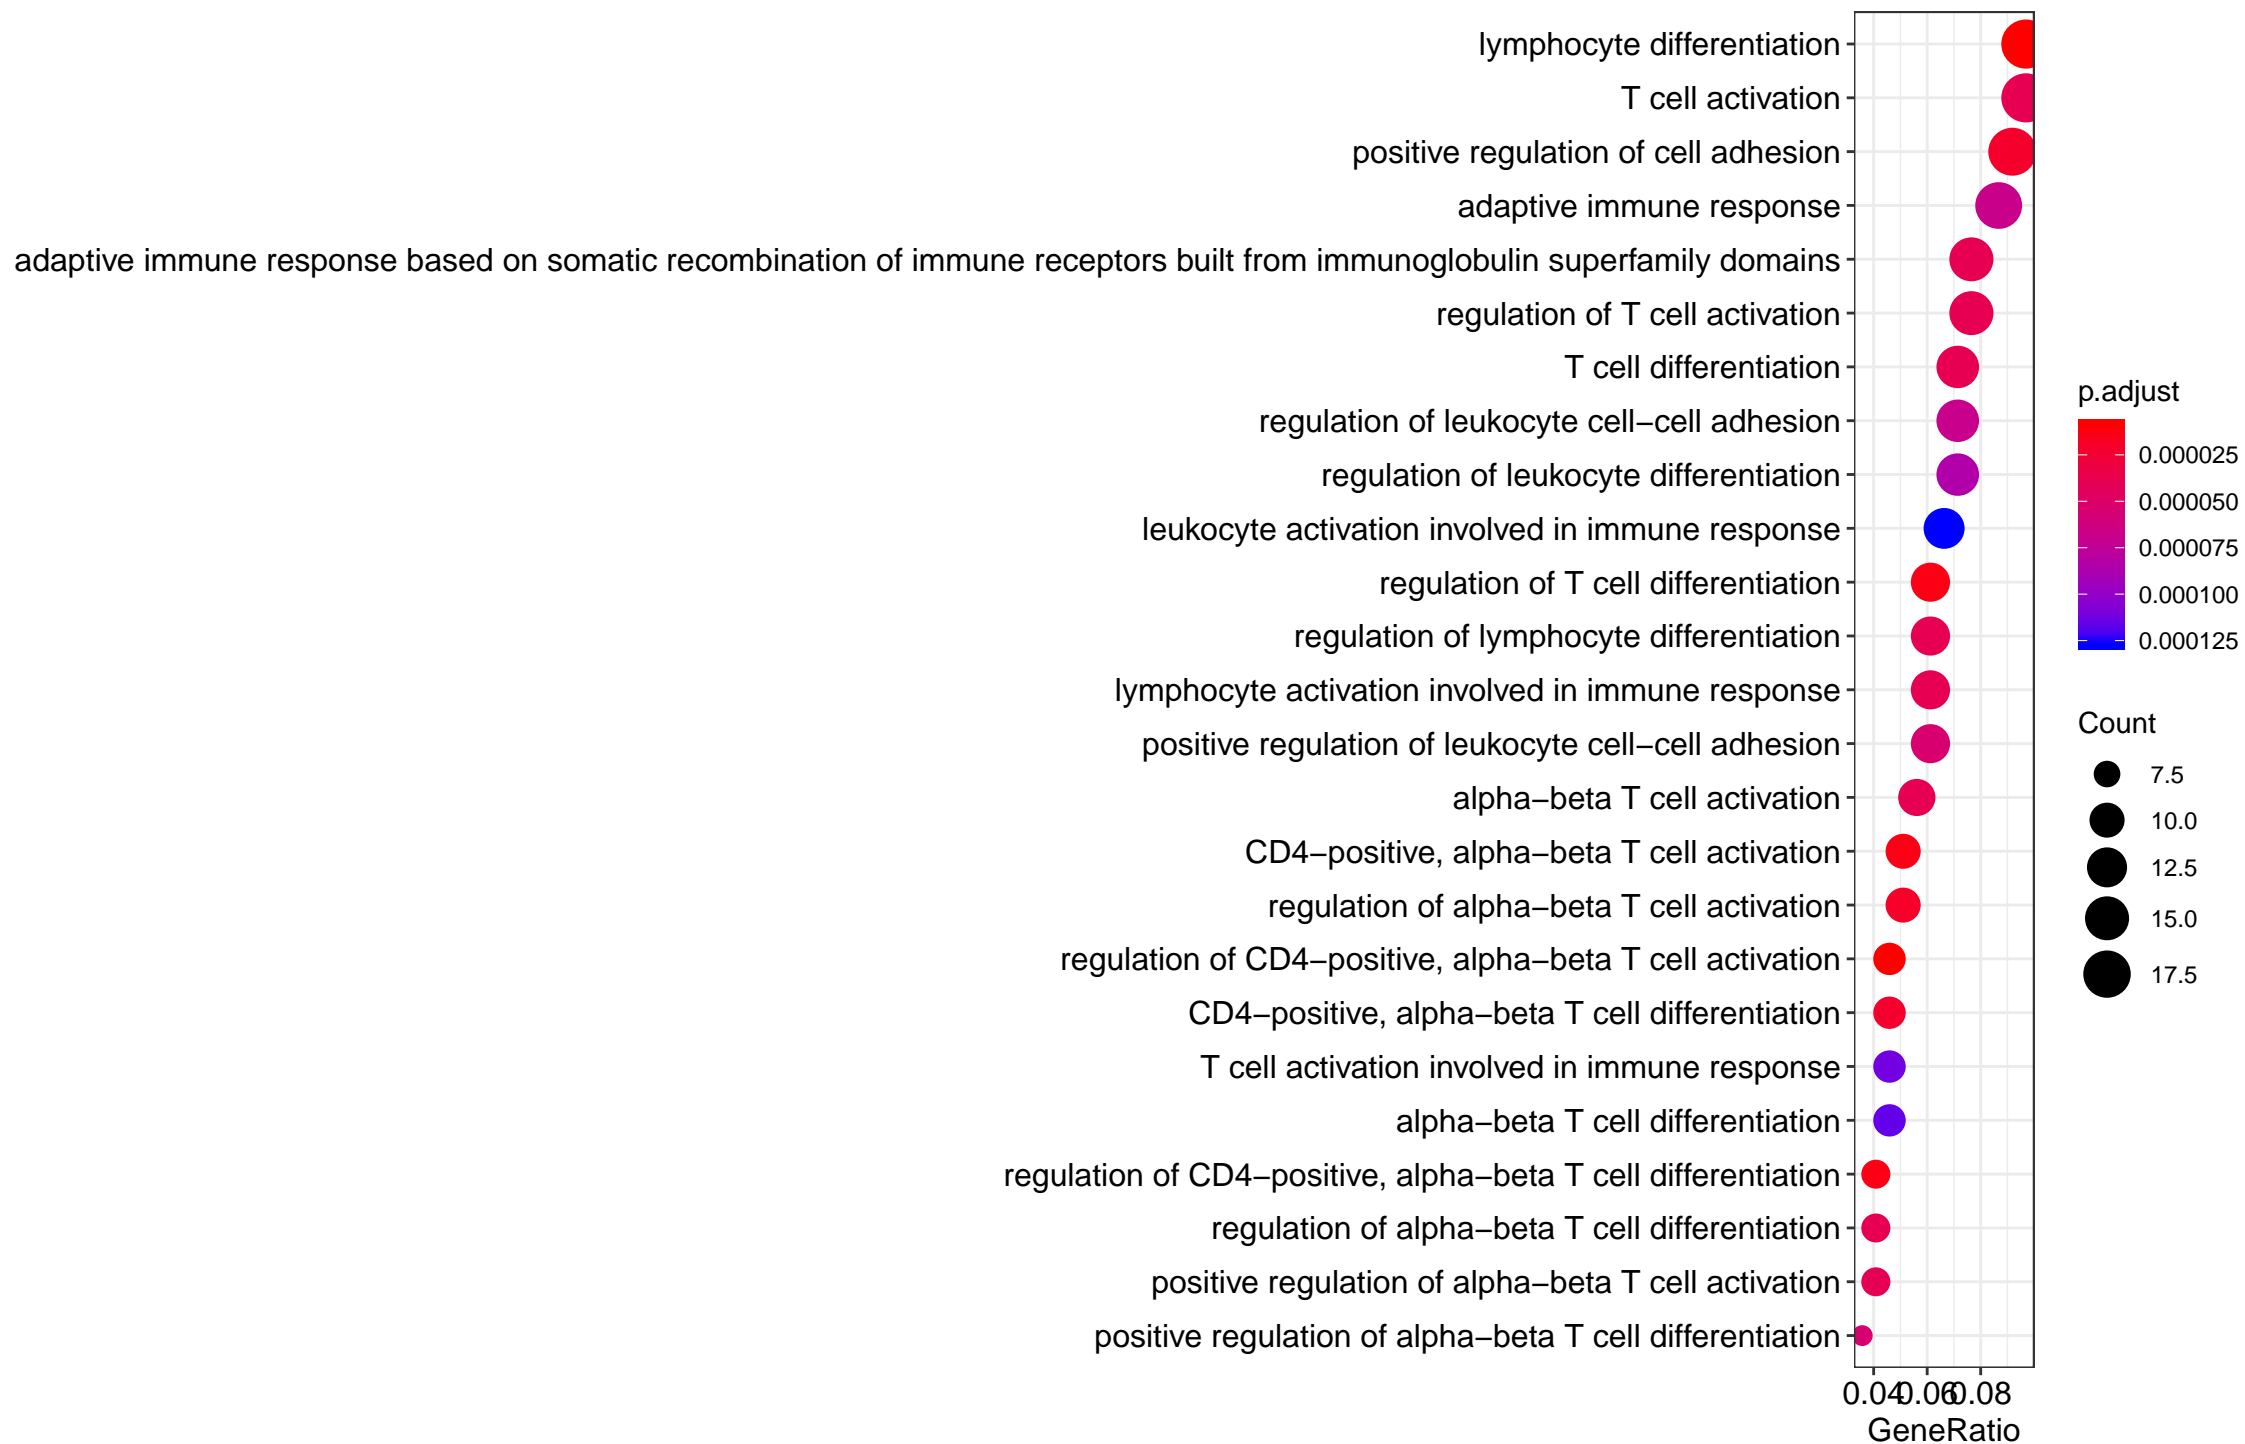 lymphocyte differentiation
T cell activation
positive regulation of cell adhesion
adaptive immune response
adaptive immune response based on somatic recombination of immune receptors built from immunoglobulin superfamily domains
regulation of T cell activation
T cell differentiation
regulation of leukocyte cell−cell adhesion
regulation of leukocyte differentiation
leukocyte activation involved in immune response
regulation of T cell differentiation
regulation of lymphocyte differentiation
lymphocyte activation involved in immune response
positive regulation of leukocyte cell−cell adhesion
alpha−beta T cell activation
CD4−positive, alpha−beta T cell activation
regulation of alpha−beta T cell activation
regulation of CD4−positive, alpha−beta T cell activation
CD4−positive, alpha−beta T cell differentiation
T cell activation involved in immune response
alpha−beta T cell differentiation
regulation of CD4−positive, alpha−beta T cell differentiation
regulation of alpha−beta T cell differentiation
positive regulation of alpha−beta T cell activation
positive regulation of alpha−beta T cell differentiation
0.04 0.06 0.08
GeneRatio
p.adjust
0.000025
0.000050
0.000075
0.000100
0.000125
Count
7.5
10.0
12.5
15.0
17.5